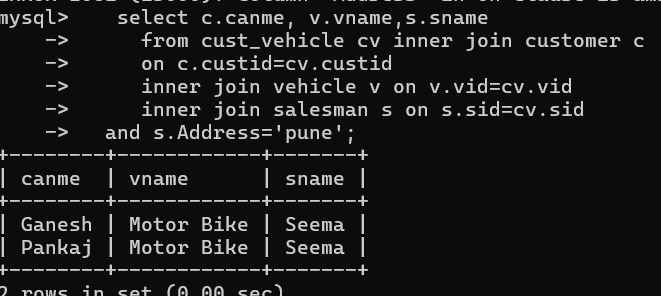 mysql>    select c.canme, v.vname,s.sname
    ->      from cust_vehicle cv inner join customer c
    ->      on c.custid=cv.custid
    ->      inner join vehicle v on v.vid=cv.vid
    ->      inner join salesman s on s.sid=cv.sid
    ->   and s.Address='pune';
+--------+------------+-------+
| canme  | vname      | sname |
+--------+------------+-------+
| Ganesh | Motor Bike | Seema |
| Pankaj | Motor Bike | Seema |
+--------+------------+-------+
2 rows in set (0.00 sec)